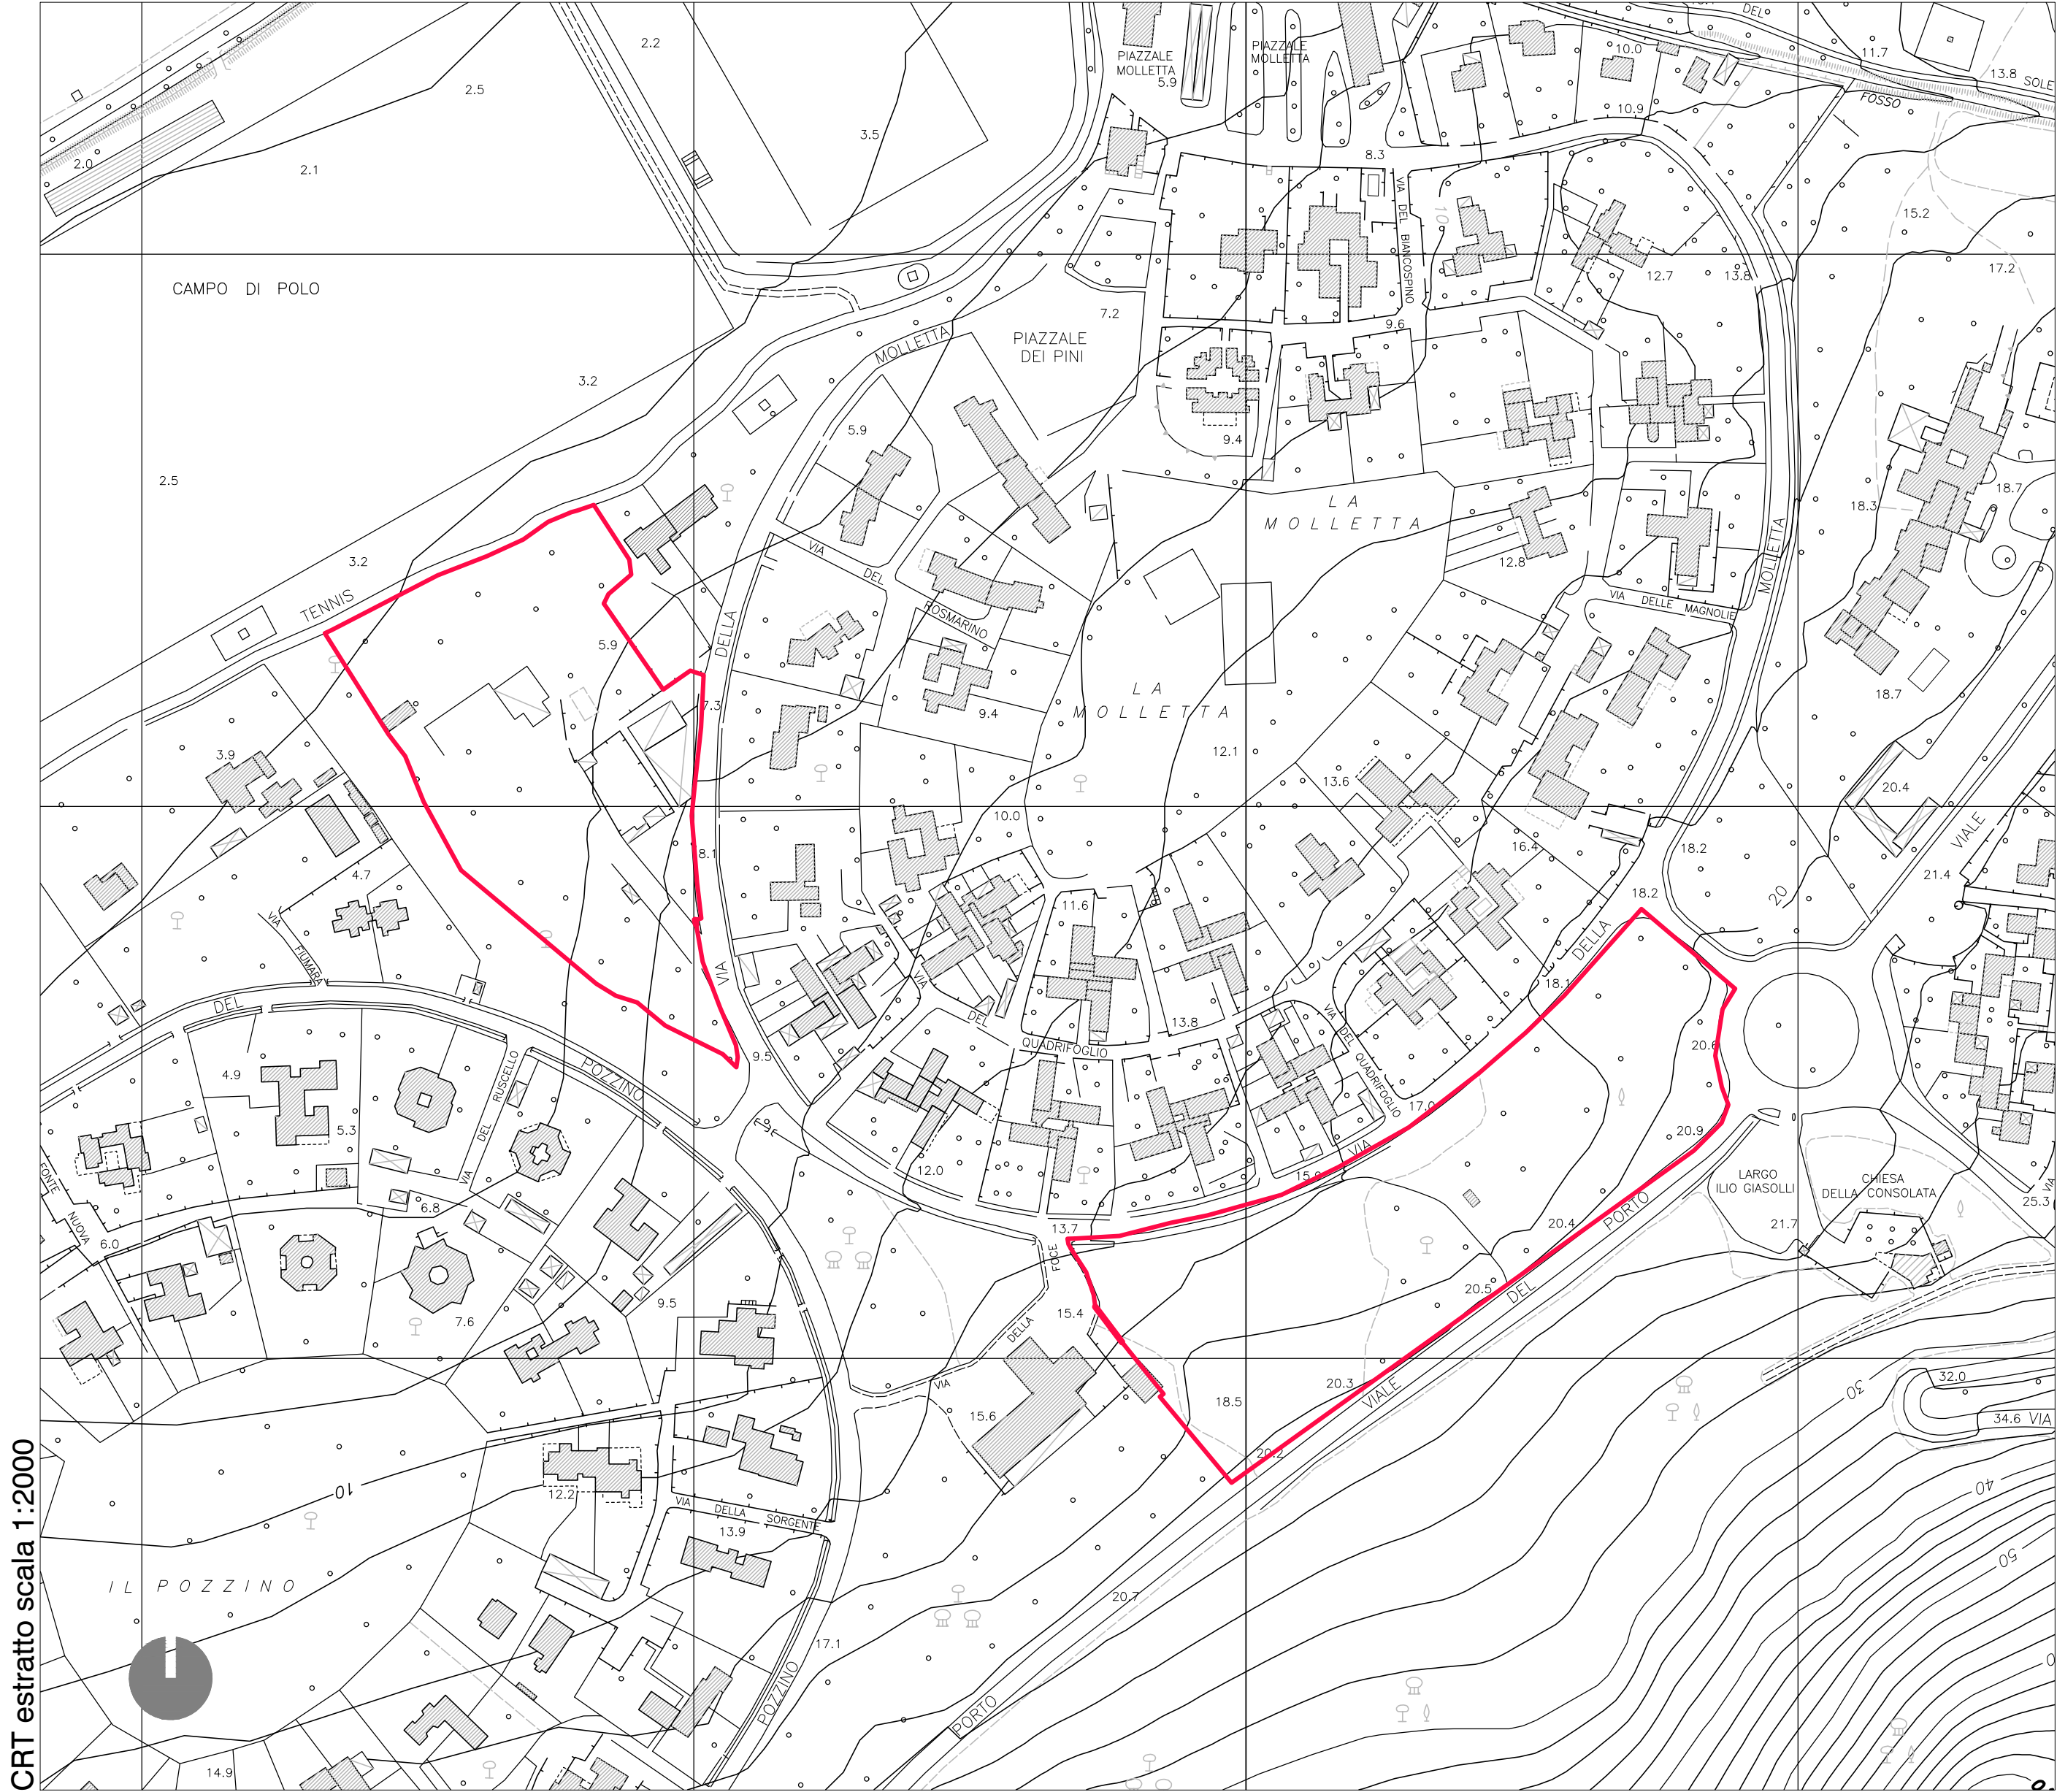 DEL
2.2
PIAZZALE
MOLLETTA
5.9
PIAZZALE
MOLLETTA
10.0
11.7
13.8
SOLE
FOSSO
2.5
3.5
10.9
2.0
2.1
8.3
VIA DEL BIANCOSPINO
10
15.2
12.7
13.8
17.2
CAMPO DI POLO
7.2
9.6
MOLLETTA
PIAZZALE
DEI PINI
3.2
5.9
9.4
2.5
LA
MOLLETTA
18.3
18.7
3.2
VIA DEL ROSMARINO
12.8
MOLLETTA
TENNIS
VIA DELLE MAGNOLIE
5.9
DELLA
LA
MOLLETTA
18.7
7.3
9.4
3.9
12.1
13.6
20.4
10.0
VIALE
8.1
16.4
18.2
4.7
21.4
18.2
20
11.6
VIA FIUMARA
DELLA
VIA
VIA
DEL
18.1
DEL
13.8
VIA DEL QUADRIFOGLIO
QUADRIFOGLIO
20.6
9.5
4.9
RUSCELLO
POZZINO
17.0
5.3
DEL
20.9
VIA
FONTE
12.0
15.9
LARGO
ILIO GIASOLLI
CHIESA
DELLA CONSOLATA
VIA
6.8
VIA
25.3
NUOVA
6.0
13.7
FOCE
20.4
PORTO
21.7
20.5
DEL
9.5
7.6
15.4
DELLA
VIA
20.3
VIALE
18.5
32.0
30
15.6
34.6 VIA
20.2
10
12.2
40
VIA DELLA SORGENTE
13.9
50
IL POZZINO
20.7
17.1
POZZINO
PORTO
14.9
CRT estratto scala 1:2000